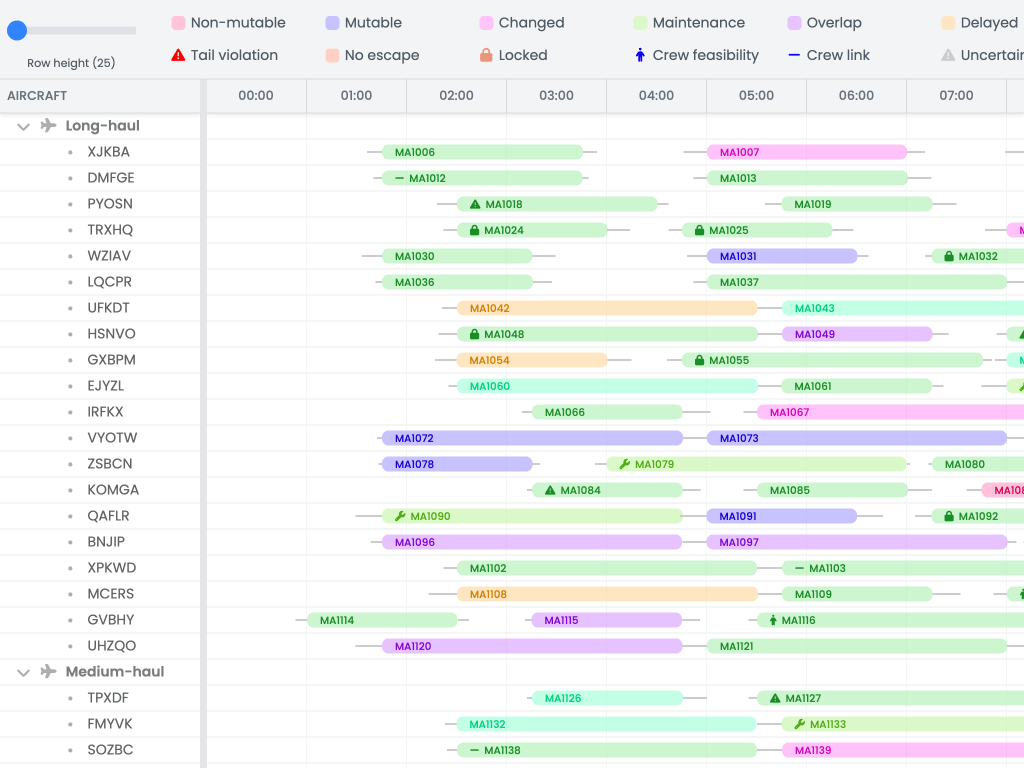 Non-mutable Mutable Changed Maintenance Overlap Delayed
Tail violation No escape Locked Crew feasibility Crew link
Row height (25)
AIRCRAFT 00:00 01:00 02:00 03:00 04:00 05:00 06:00 07:00
Long-haul
XJKBA MA1006 MA1007
DMFGE MA1012 MA1013
PYOSN MA1018 MA1019
TRXHQ MA1024 MA1025
WZIAV MA1030 MA1031 MA1032
LQCPR MA1036 MA1037
UFKDT MA1042 MA1043
HSNVO MA1048 MA1049
GXBPM MA1054 MA1055
EJYZL MA1060 MA1061
IRFKX MA1066 MA1067
VYOTW MA1072 MA1073
ZSBCN MA1078 MA1079 MA1080
KOMGA MA1084 MA1085
QAFLR MA1090 MA1091 MA1092
BNJIP MA1096 MA1097
XPKWD MA1102 MA1103
MCERS MA1108 MA1109
GVBHY MA1114 MA1115 MA1116
UHZQO MA1120 MA1121
Medium-haul
TPXDF MA1126 MA1127
FMYVK MA1132 MA1133
SOZBC MA1138 MA1139